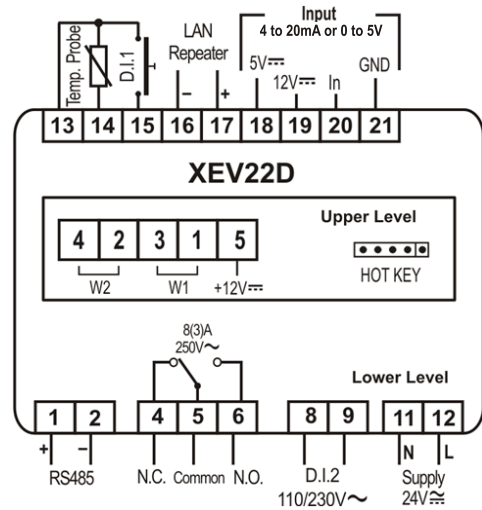 Input
4 to 20mA or 0 to 5V
LAN
Repeater
Temp. Probe
D.I.1
5V⎓
12V⎓
In
GND
– +
13 14 15 16 17 18 19 20 21
XEV22D
Upper Level
4 2 3 1 5
HOT KEY
W2 W1 +12V⎓
8(3)A
250V~
Lower Level
1 2 4 5 6 8 9 11 12
+ – N L
RS485 N.C. Common N.O. D.I.2 Supply
110/230V~ 24V≂